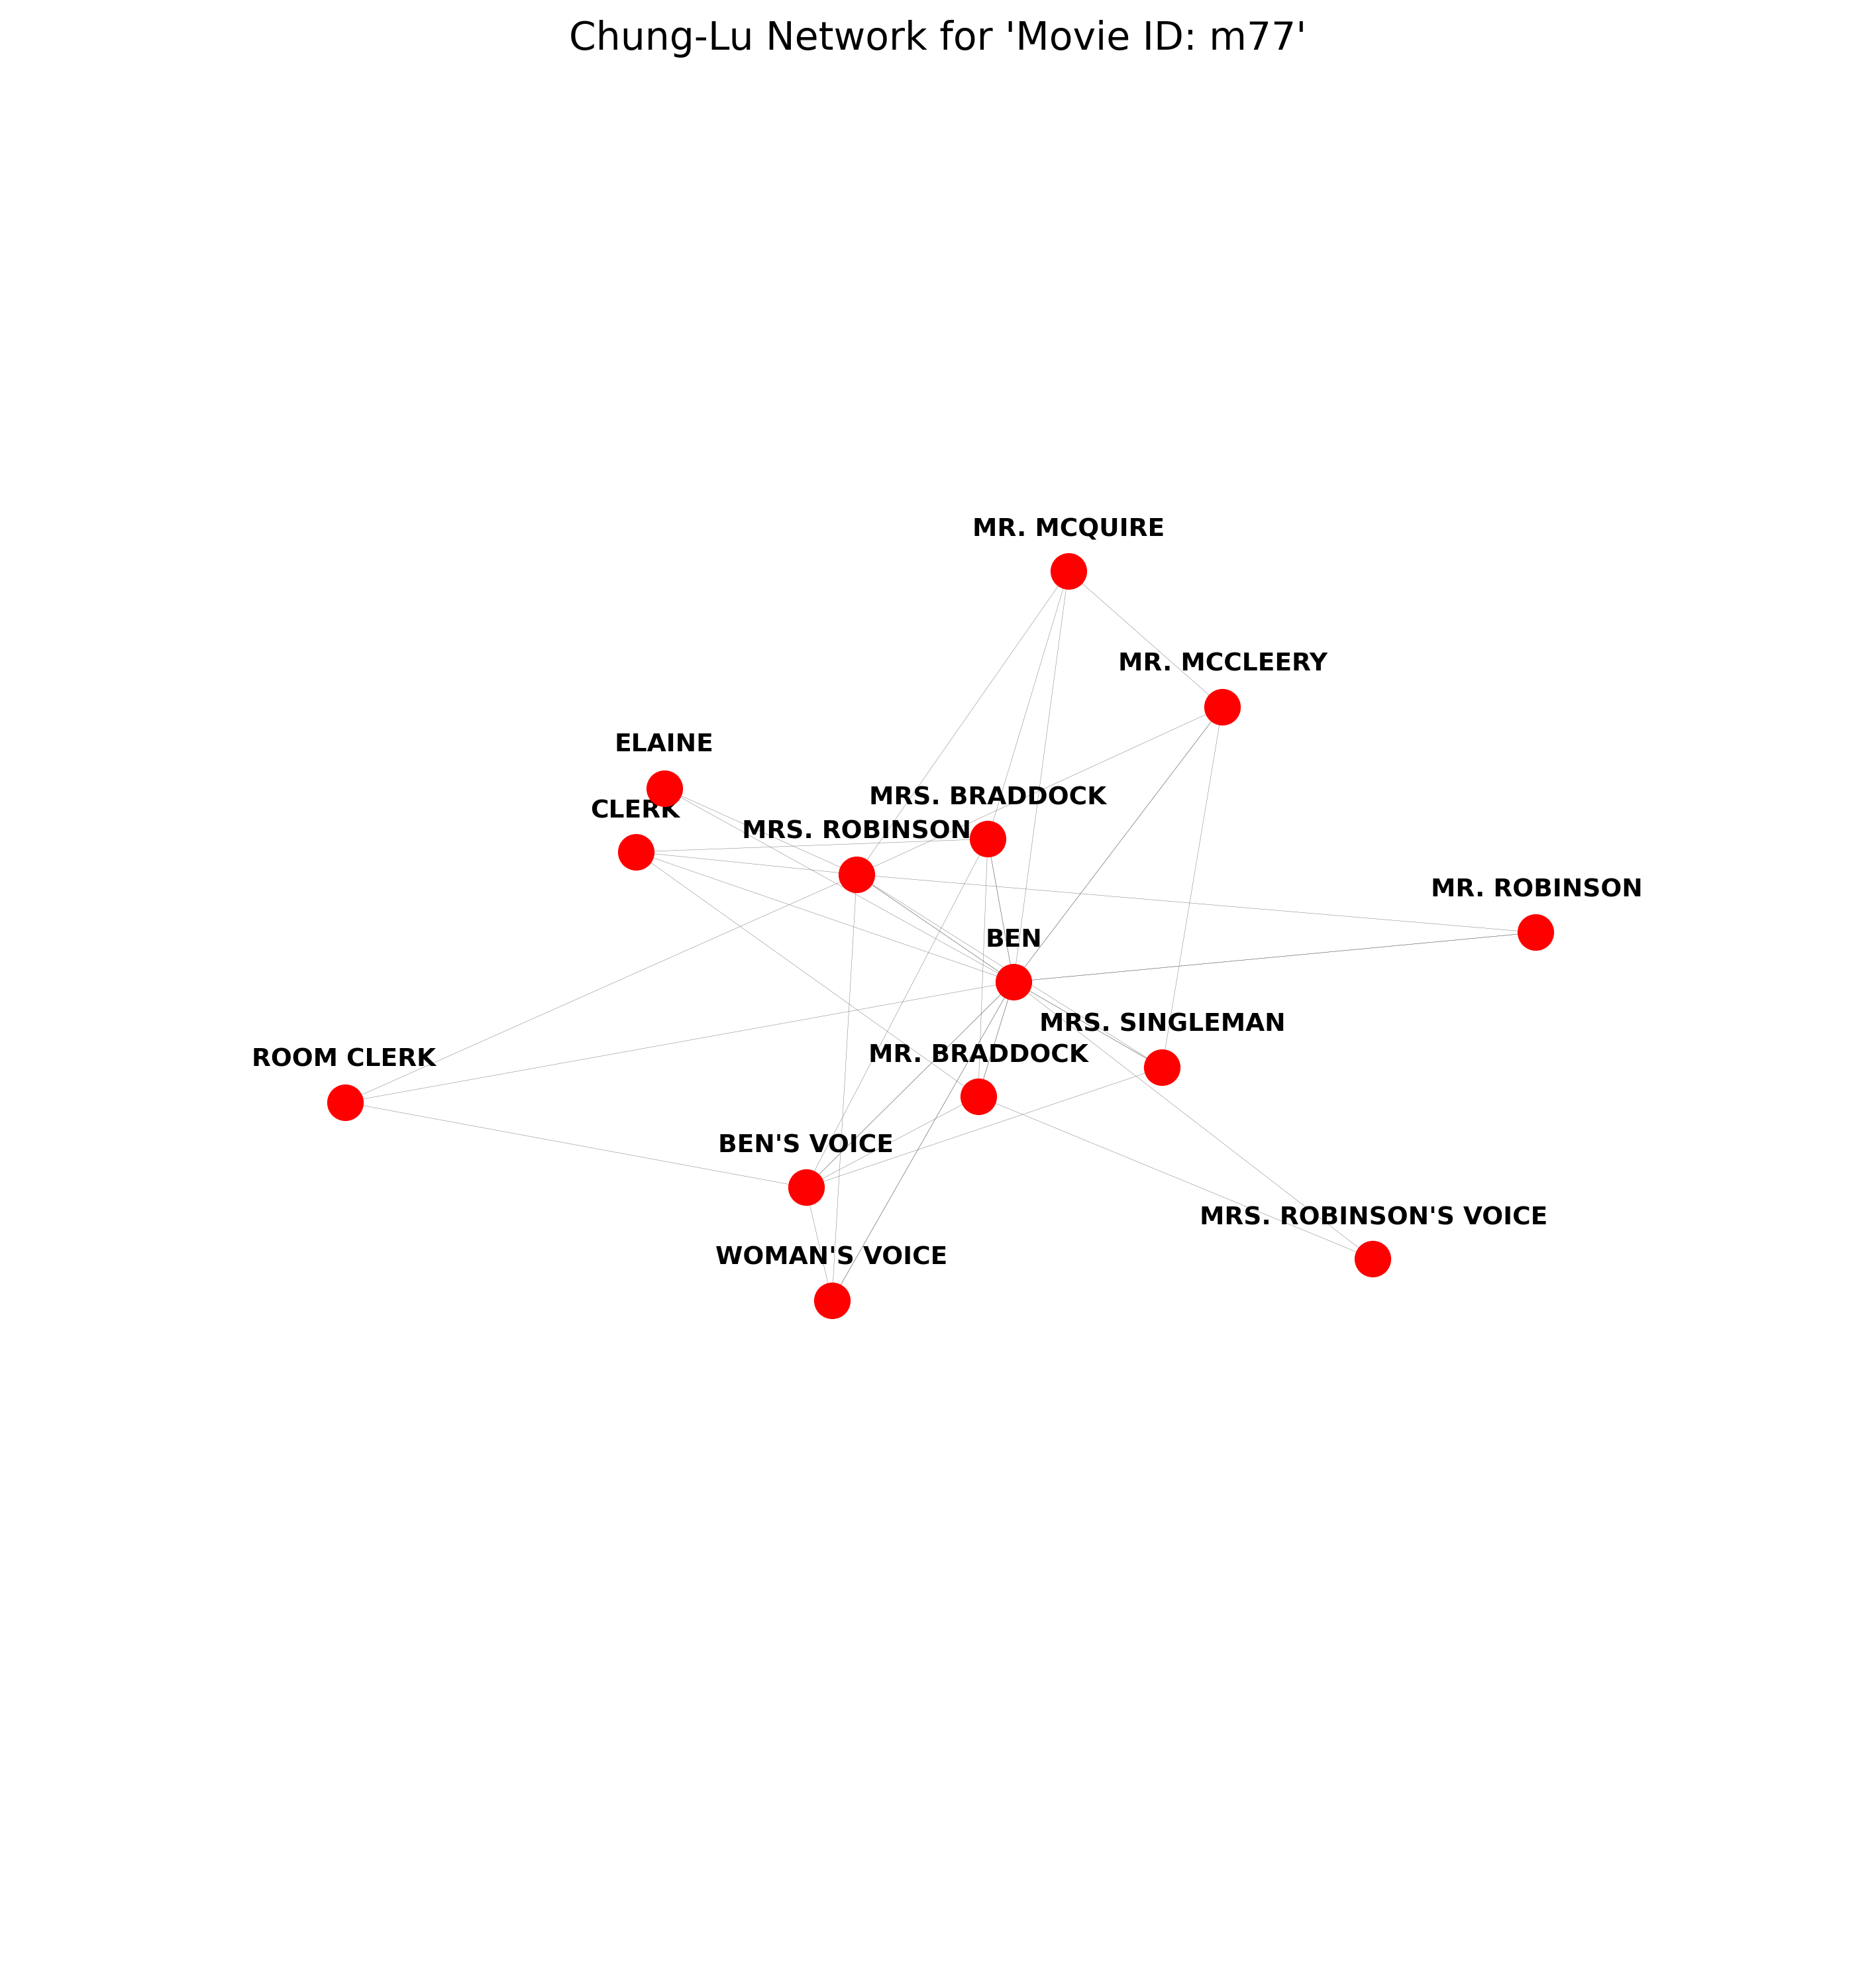 Chung-Lu Network for 'Movie ID: m77'
MR. MCQUIRE
MR. MCCLEERY
ELAINE
MRS. BRADDOCK
CLERK
MRS. ROBINSON
MR. ROBINSON
BEN
MRS. SINGLEMAN
MR. BRADDOCK
ROOM CLERK
BEN'S VOICE
MRS. ROBINSON'S VOICE
WOMAN'S VOICE